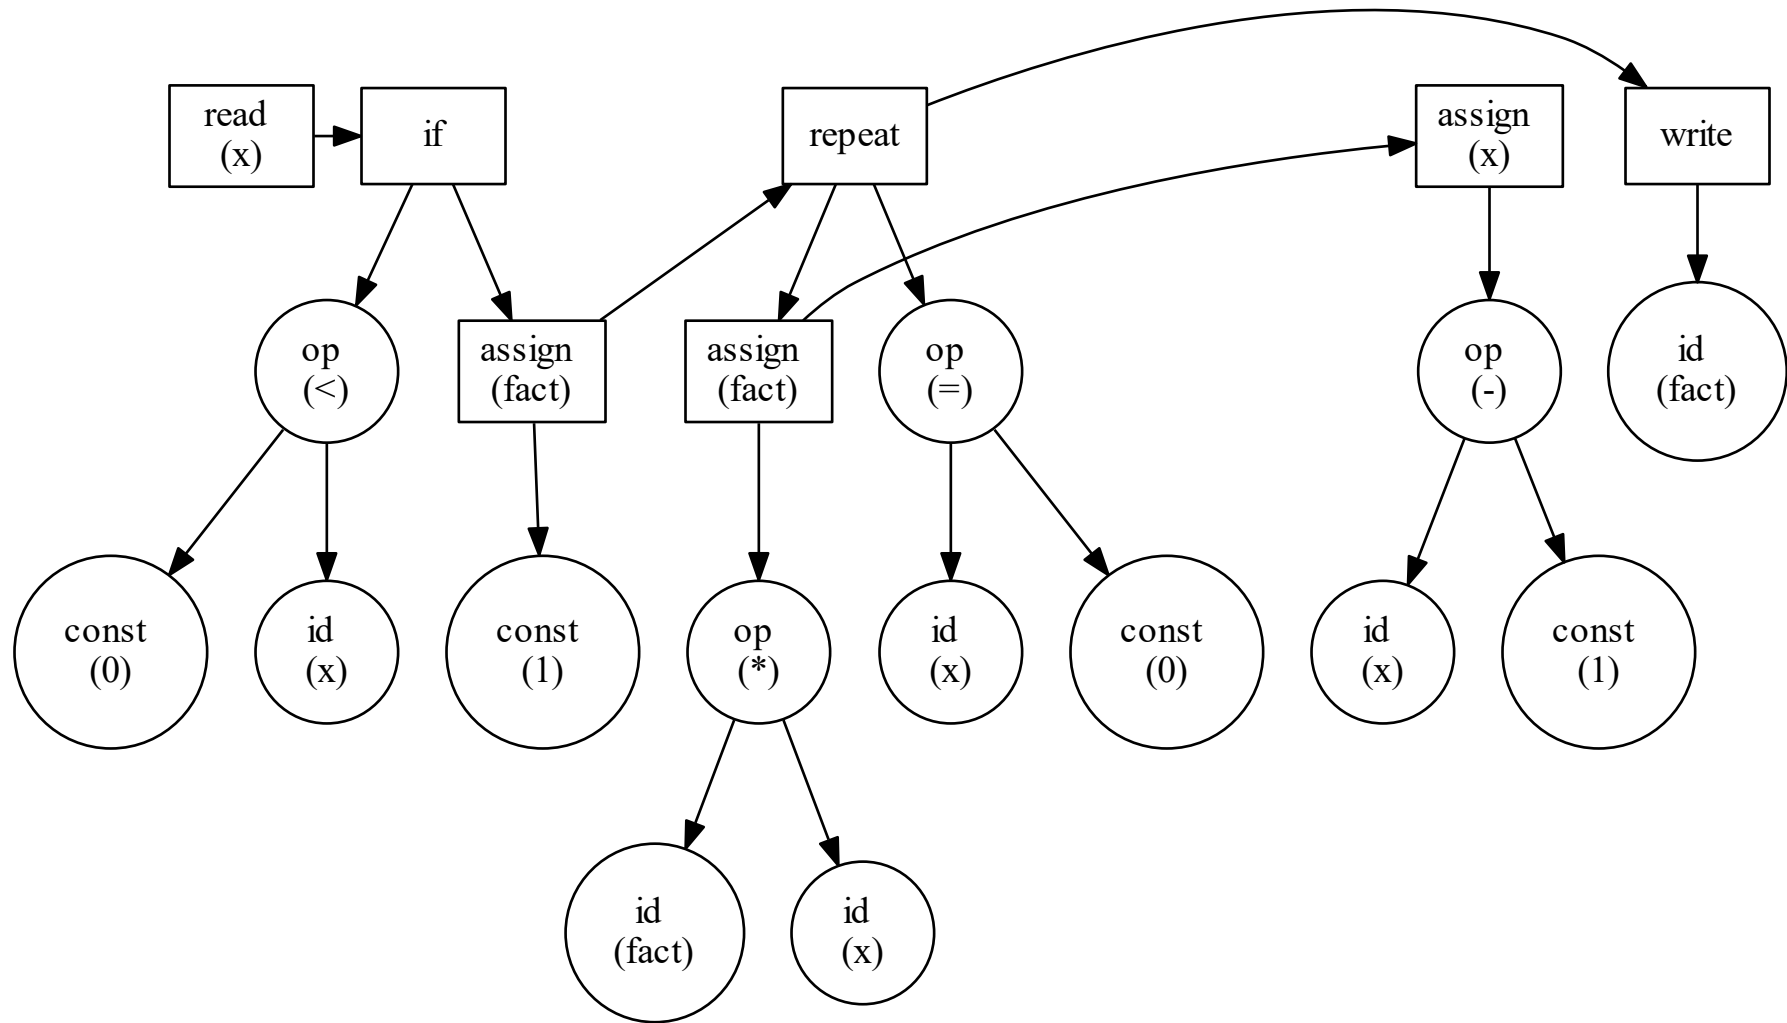 read
(x)
if
repeat
assign
(x)
write
op
(<)
assign
(fact)
assign
(fact)
op
(=)
op
(-)
id
(fact)
const
(0)
id
(x)
const
(1)
op
(*)
id
(x)
const
(0)
id
(x)
const
(1)
id
(fact)
id
(x)